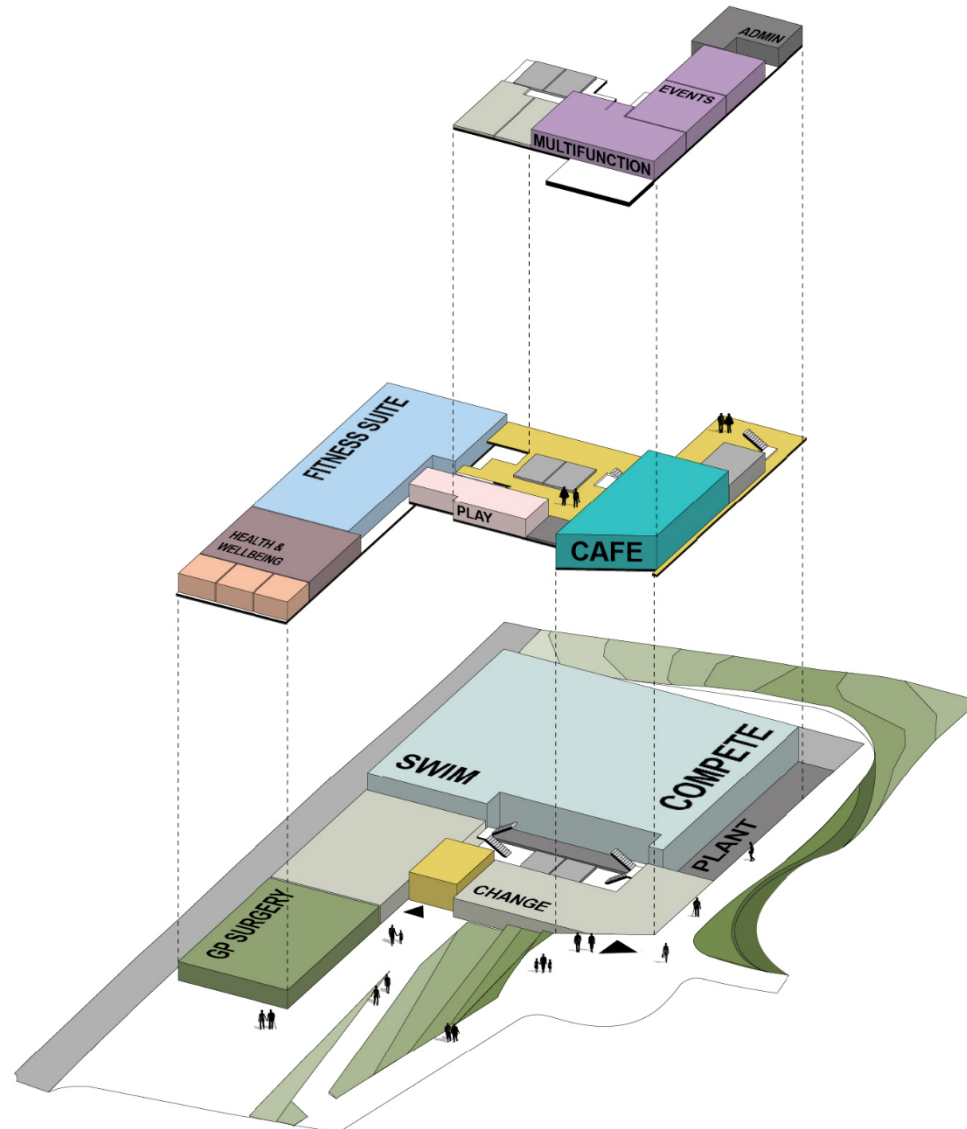 ADMIN
EVENTS
MULTIFUNCTION
FITNESS SUITE
HEALTH &
WELLBEING
PLAY
CAFE
SWIM
COMPETE
PLANT
CHANGE
GP SURGERY